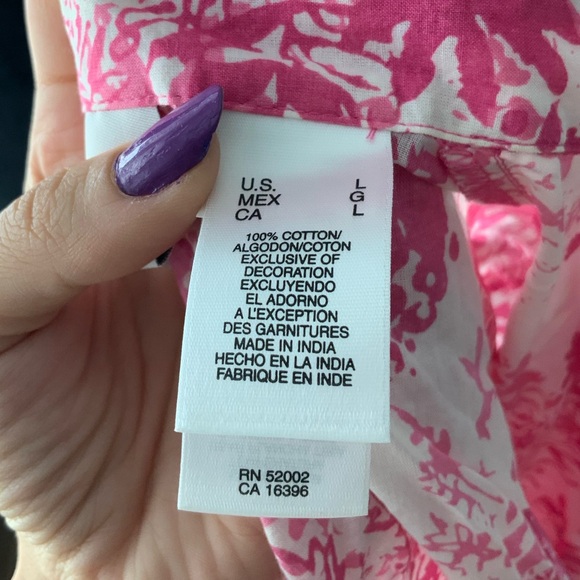 U.S. L
MEX G
CA L
100% COTTON/
ALGODON/COTON
EXCLUSIVE OF
DECORATION
EXCLUYENDO
EL ADORNO
A L'EXCEPTION
DES GARNITURES
MADE IN INDIA
HECHO EN LA INDIA
FABRIQUE EN INDE
RN 52002
CA 16396